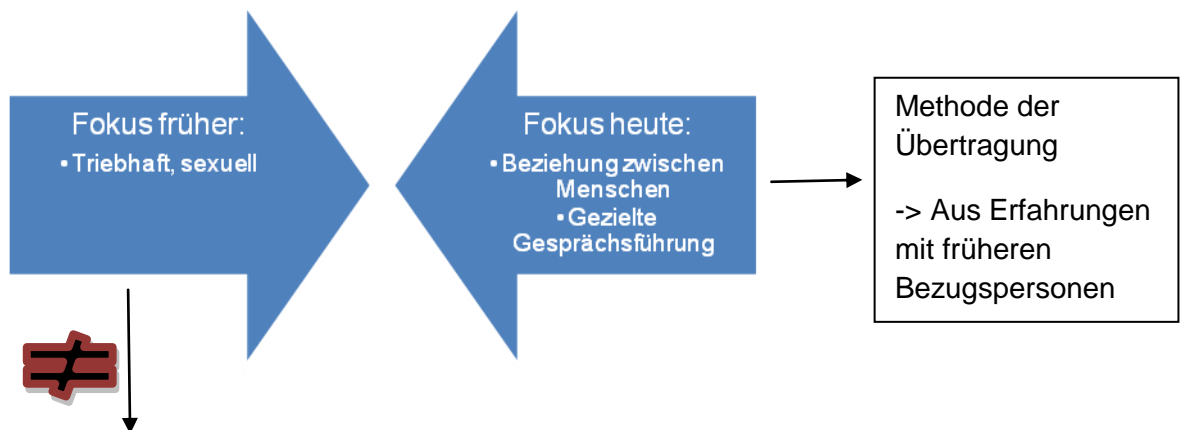 Fokus früher:
• Triebhaft, sexuell
Fokus heute:
• Beziehung zwischen
Menschen
• Gezielte
Gesprächsführung
Methode der
Übertragung
-> Aus Erfahrungen
mit früheren
Bezugspersonen
≠